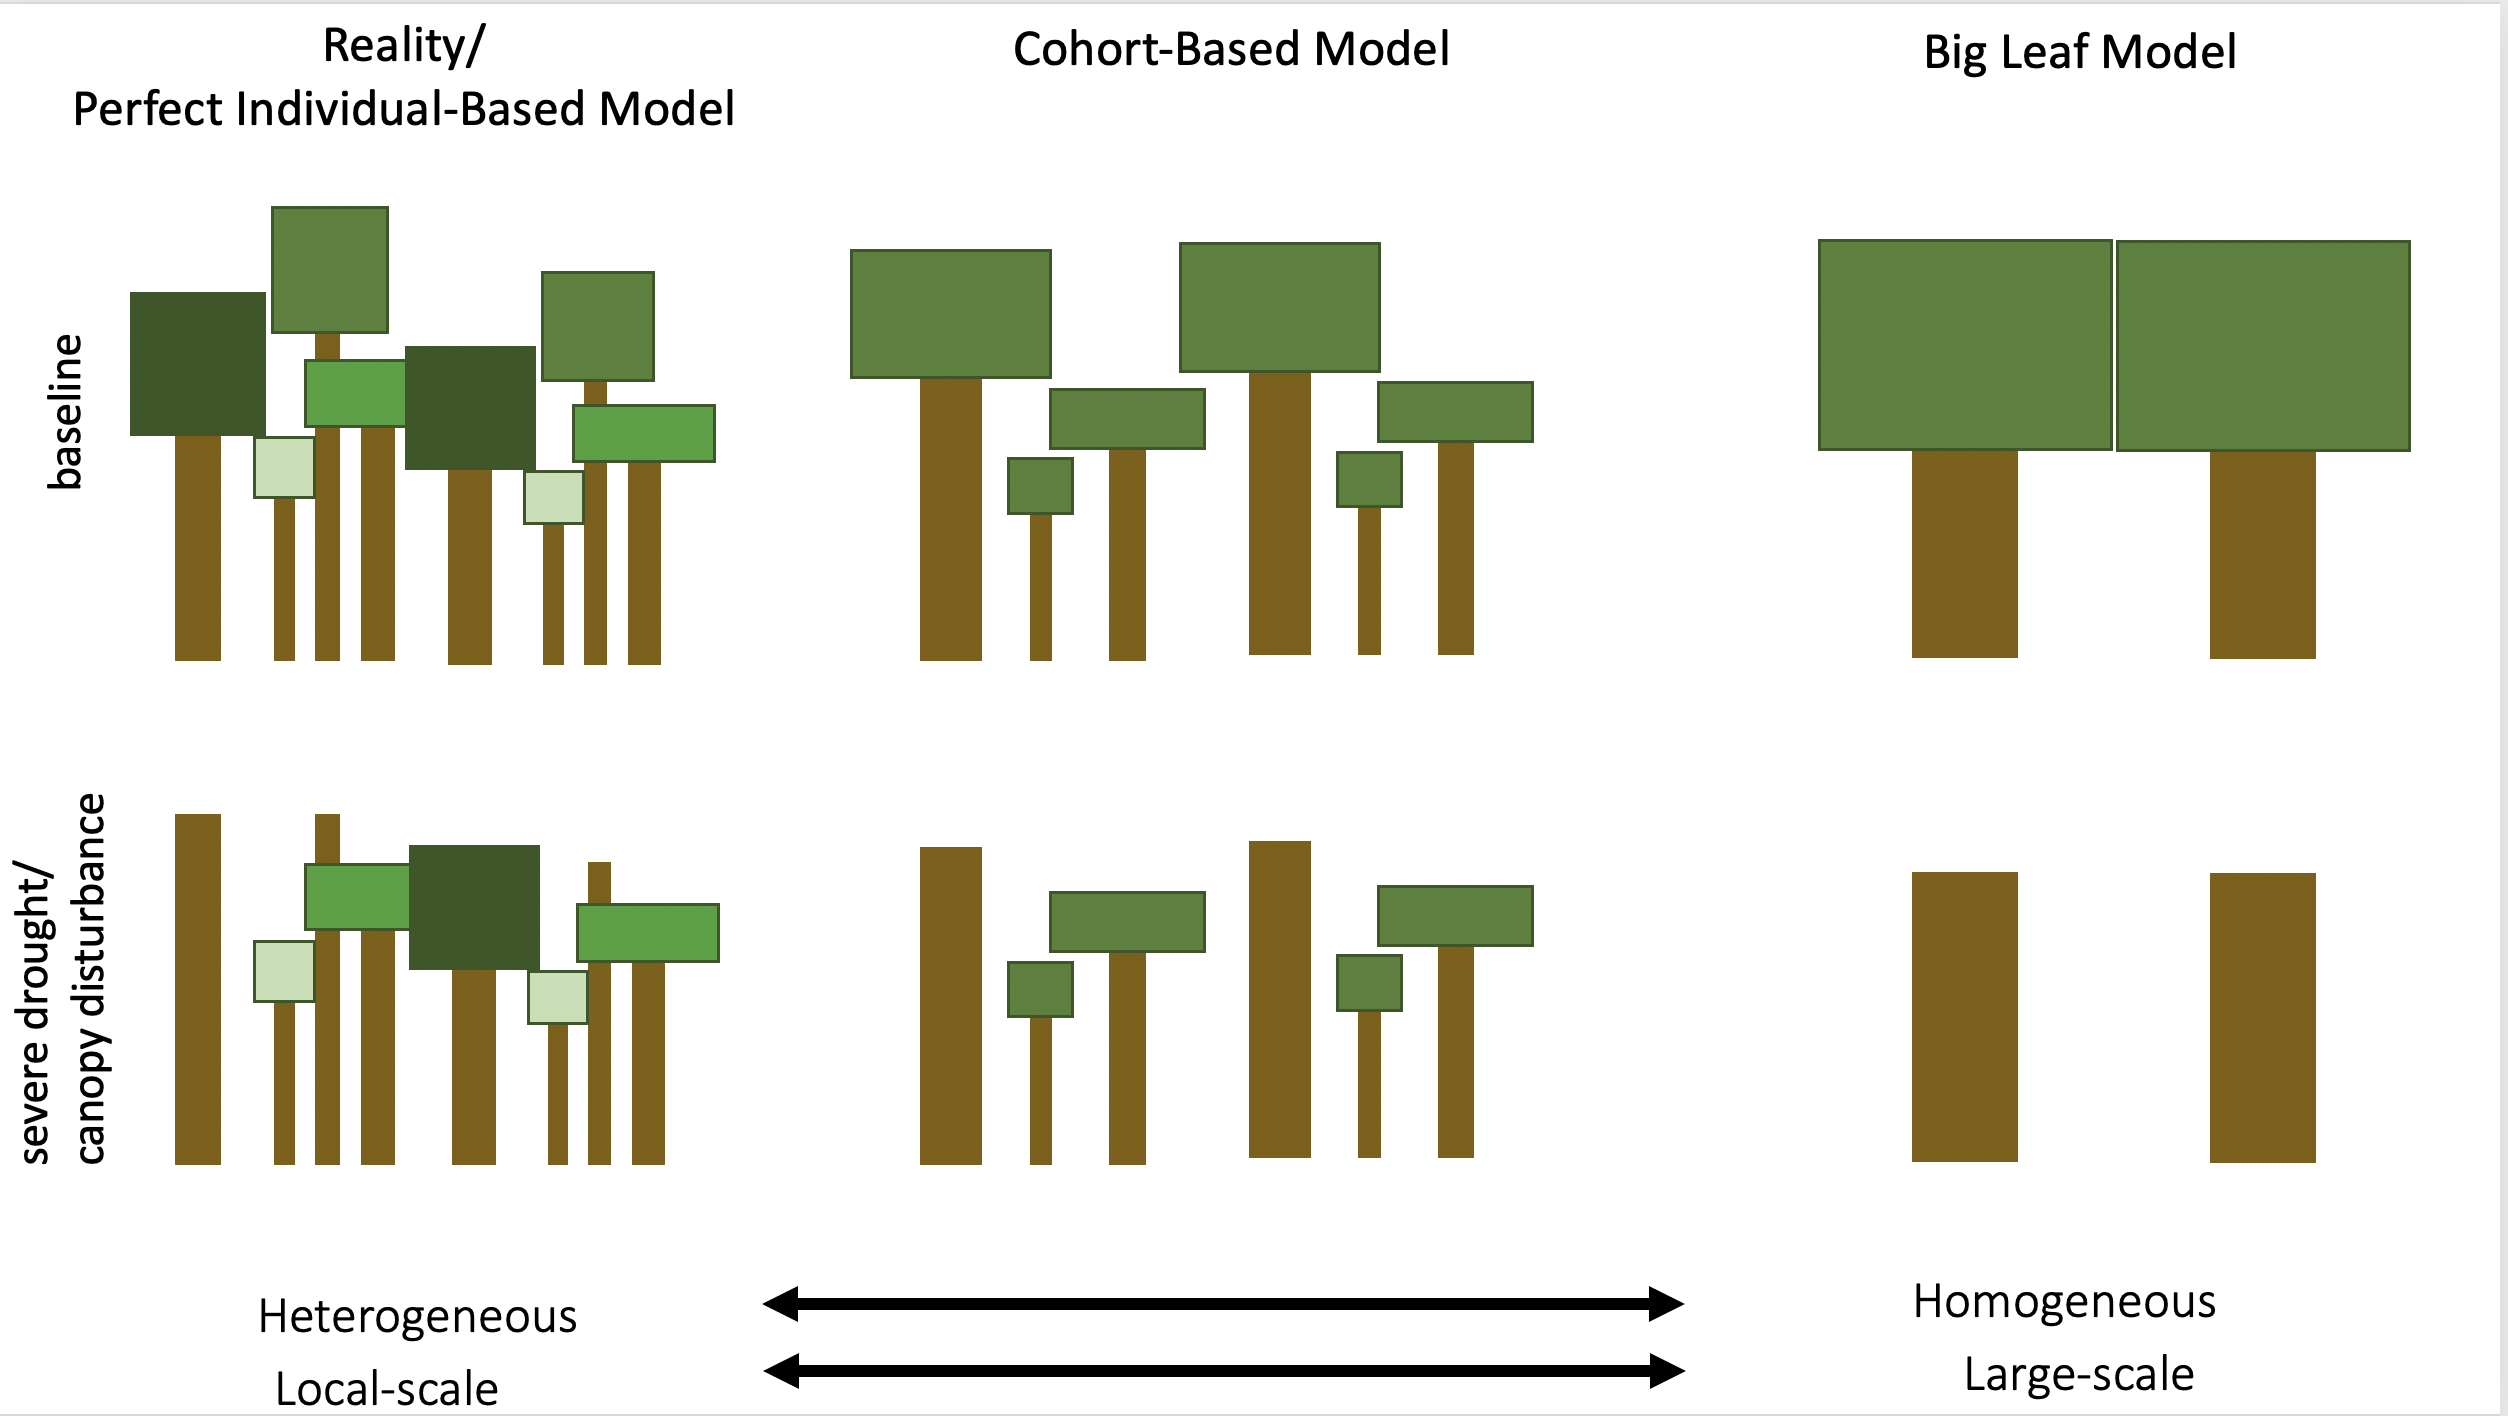 Reality/
Perfect Individual-Based Model
Cohort-Based Model
Big Leaf Model
baseline
severe drought/
canopy disturbance
Heterogeneous
Homogeneous
Local-scale
Large-scale